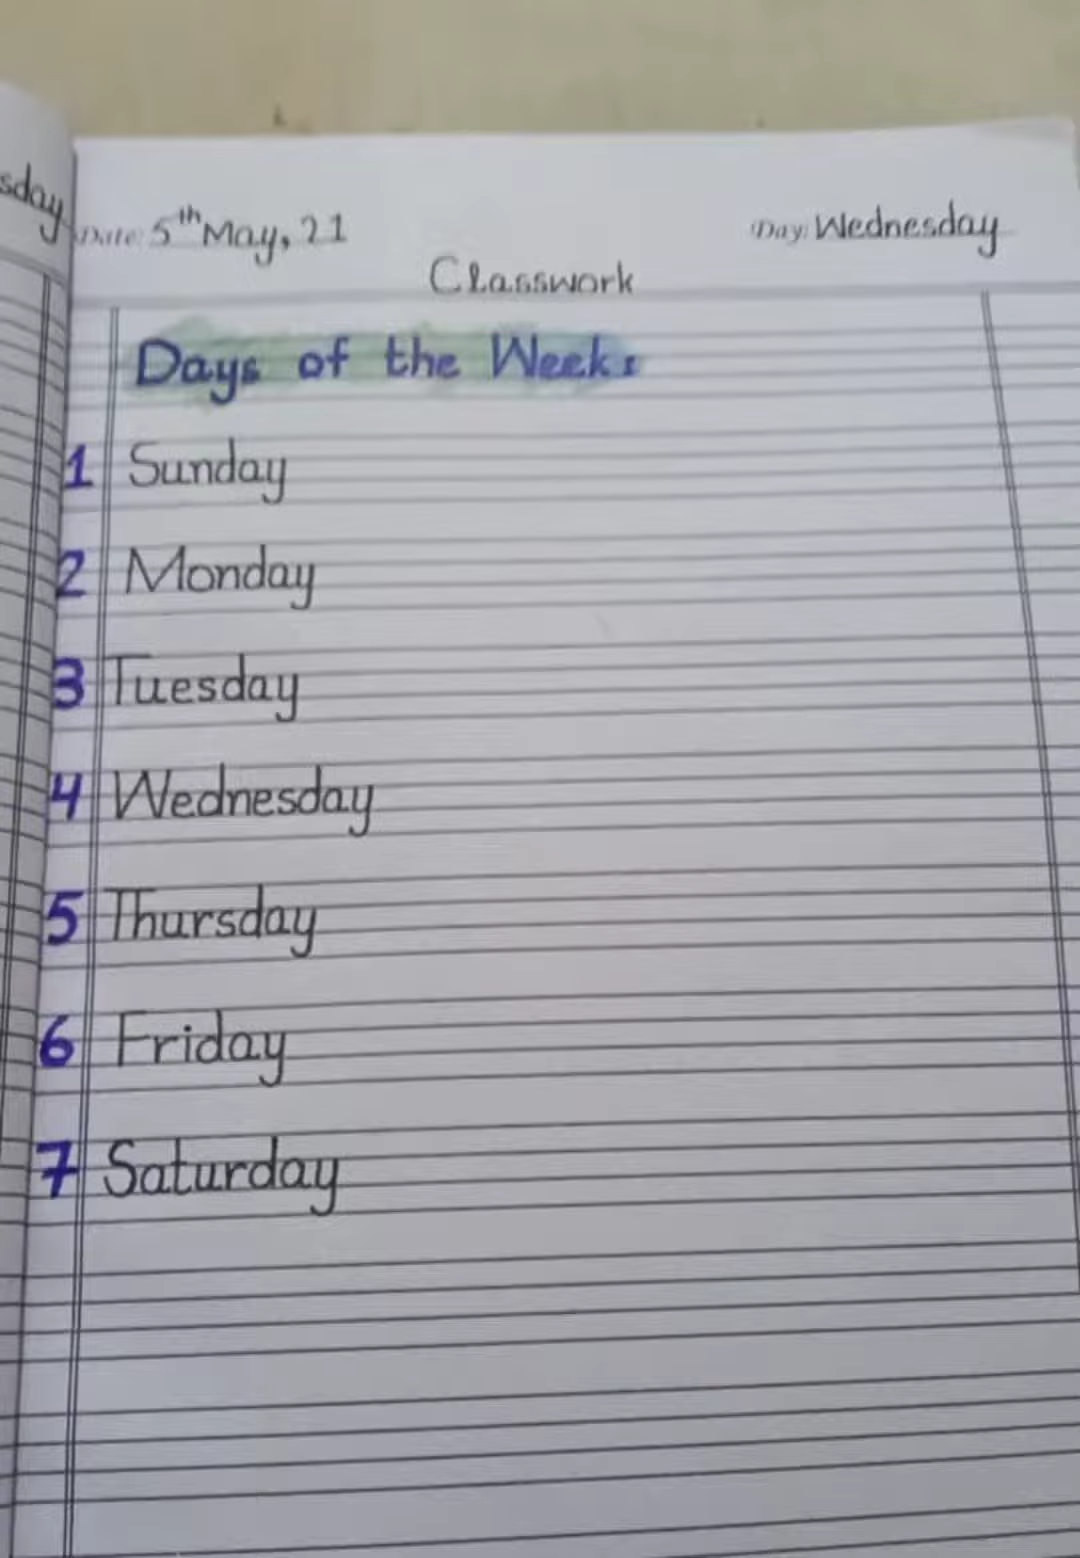 sday
Date: 5th May, 21 Day: Wednesday
Classwork
Days of the Weeks
1 Sunday
2 Monday
3 Tuesday
4 Wednesday
5 Thursday
6 Friday
7 Saturday